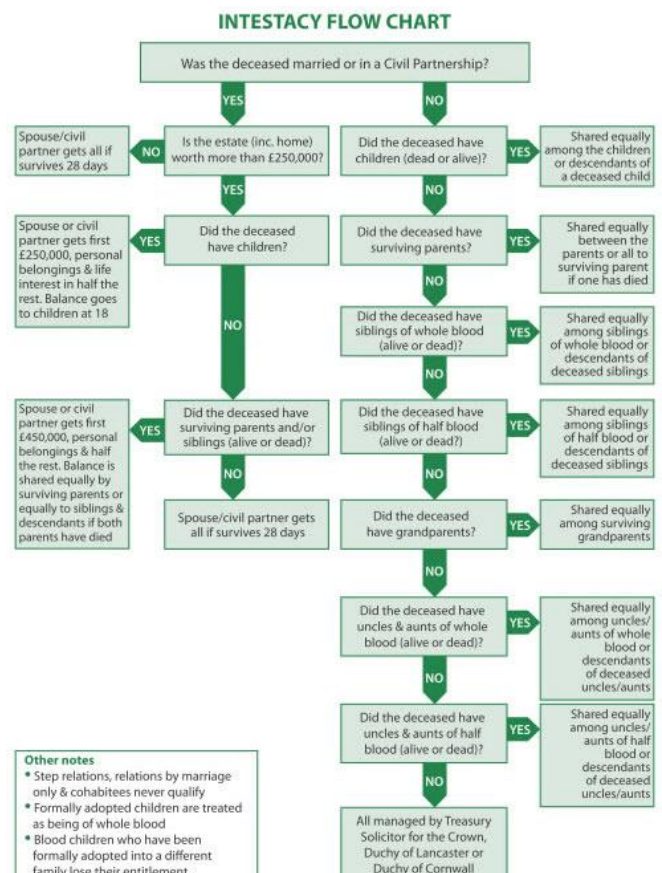 INTESTACY FLOW CHART
Was the deceased married or in a Civil Partnership?
YES
NO
Spouse/civil
partner gets all if
survives 28 days
NO
Is the estate (inc. home)
worth more than £250,000?
YES
Did the deceased have
children (dead or alive)?
YES
Shared equally
among the children
or descendants of
a deceased child
NO
Spouse or civil
partner gets first
£250,000, personal
belongings & life
interest in half the
rest. Balance goes
to children at 18
YES
Did the deceased
have children?
NO
Did the deceased have
surviving parents?
YES
Shared equally
between the
parents or all to
surviving parent
if one has died
NO
Did the deceased have
siblings of whole blood
(alive or dead)?
YES
Shared equally
among siblings
of whole blood or
descendants of
deceased siblings
NO
Spouse or civil
partner gets first
£450,000, personal
belongings & half
the rest. Balance is
shared equally by
surviving parents or
equally to siblings &
descendants if both
parents have died
YES
Did the deceased have
surviving parents and/or
siblings (alive or dead)?
NO
Spouse/civil partner gets
all if survives 28 days
Did the deceased have
siblings of half blood
(alive or dead?)
YES
Shared equally
among siblings
of half blood or
descendants of
deceased siblings
NO
Did the deceased
have grandparents?
YES
Shared equally
among surviving
grandparents
NO
Did the deceased have
uncles & aunts of whole
blood (alive or dead)?
YES
Shared equally
among uncles/
aunts of whole
blood or
descendants
of deceased
uncles/aunts
NO
Did the deceased have
uncles & aunts of half
blood (alive or dead)?
YES
Shared equally
among uncles/
aunts of half
blood or
descendants
of deceased
uncles/aunts
NO
All managed by Treasury
Solicitor for the Crown,
Duchy of Lancaster or
Duchy of Cornwall
Other notes
• Step relations, relations by marriage
only & cohabitees never qualify
• Formally adopted children are treated
as being of whole blood
• Blood children who have been
formally adopted into a different
family lose their entitlement